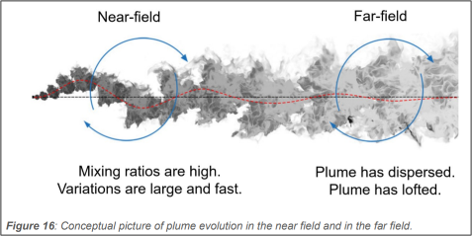 Near-field
Far-field
Mixing ratios are high.
Variations are large and fast.
Plume has dispersed.
Plume has lofted.
Figure 16: Conceptual picture of plume evolution in the near field and in the far field.